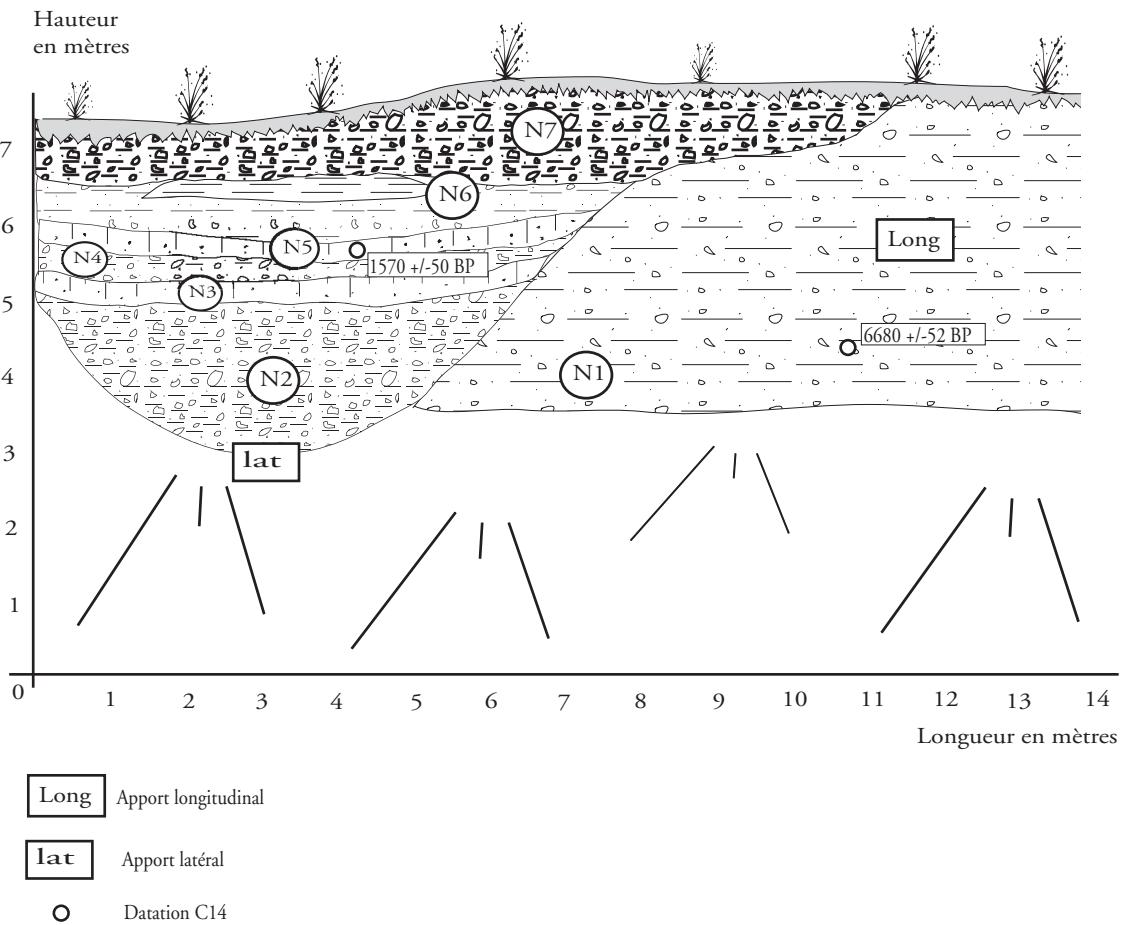 Hauteur
en mètres
7
N7
N6
6
Long
N5
N4
1570 +/-50 BP
N3
5
6680 +/-52 BP
4
N2
N1
3
lat
2
1
0
1 2 3 4 5 6 7 8 9 10 11 12 13 14
Longueur en mètres
Long Apport longitudinal
lat Apport latéral
Datation C14